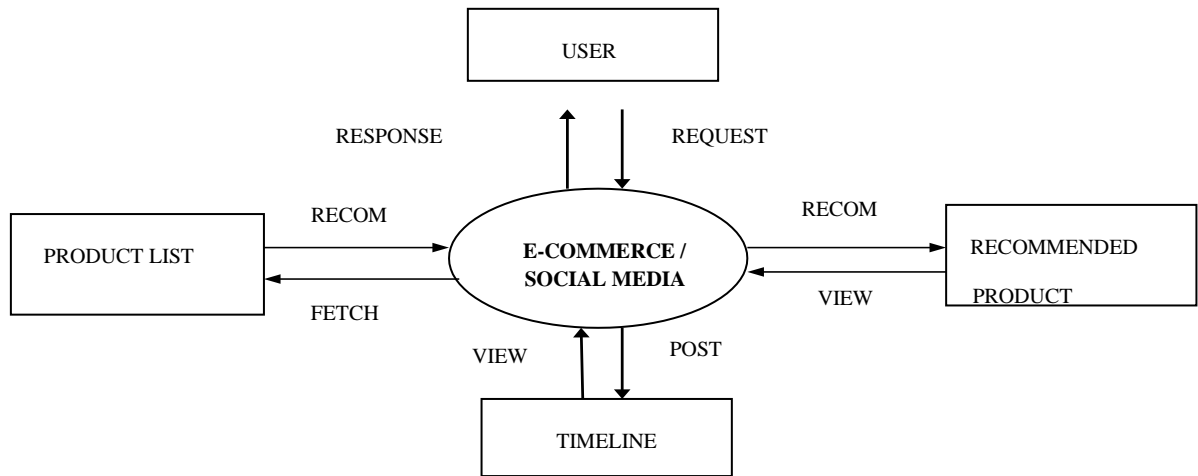 USER
RESPONSE
REQUEST
RECOM
RECOM
PRODUCT LIST
E-COMMERCE /
SOCIAL MEDIA
RECOMMENDED
PRODUCT
FETCH
VIEW
VIEW
POST
TIMELINE